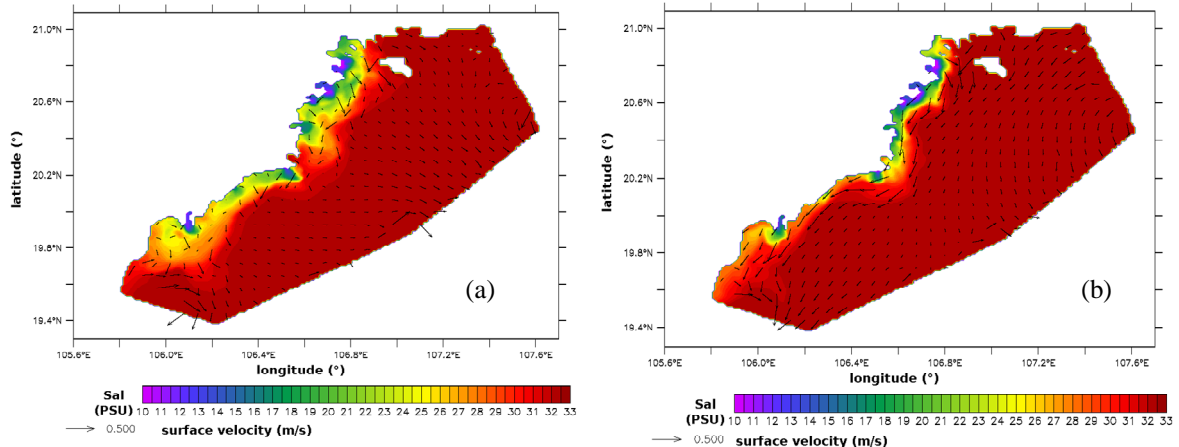 21.0°N
20.6°N
20.2°N
19.8°N
19.4°N
latitude (°)
(a)
105.6°E 106.0°E 106.4°E 106.8°E 107.2°E 107.6°E
longitude (°)
Sal
(PSU)
10 11 12 13 14 15 16 17 18 19 20 21 22 23 24 25 26 27 28 29 30 31 32 33
0.500 surface velocity (m/s)
21.0°N
20.6°N
20.2°N
19.8°N
19.4°N
latitude (°)
(b)
105.6°E 106.0°E 106.4°E 106.8°E 107.2°E 107.6°E
longitude (°)
Sal
(PSU)
10 11 12 13 14 15 16 17 18 19 20 21 22 23 24 25 26 27 28 29 30 31 32 33
0.500 surface velocity (m/s)